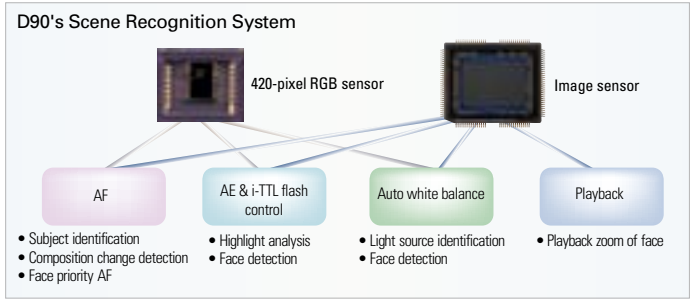 D90's Scene Recognition System
420-pixel RGB sensor
Image sensor
AF
• Subject identification
• Composition change detection
• Face priority AF
AE & i-TTL flash
control
• Highlight analysis
• Face detection
Auto white balance
• Light source identification
• Face detection
Playback
• Playback zoom of face